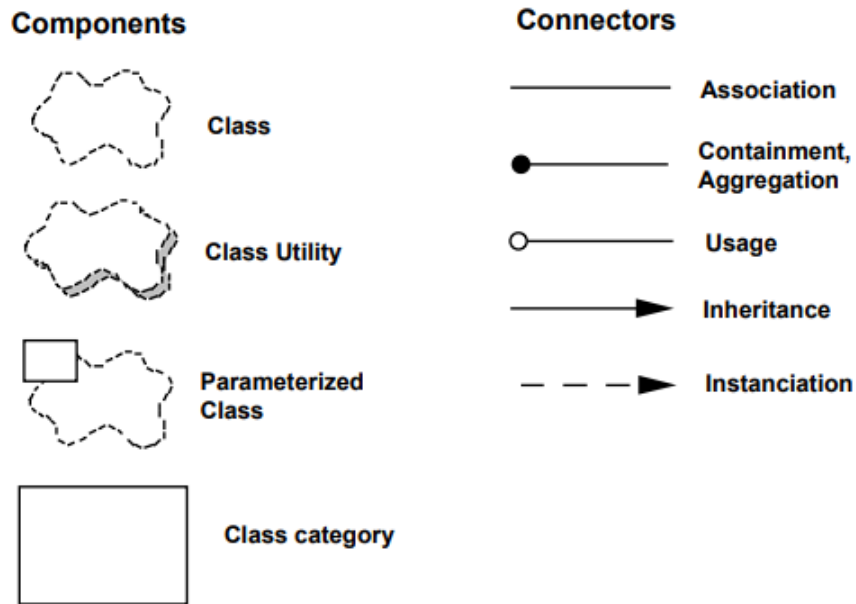 Components
Class
Class Utility
Parameterized
Class
Class category
Connectors
Association
Containment,
Aggregation
Usage
Inheritance
Instanciation